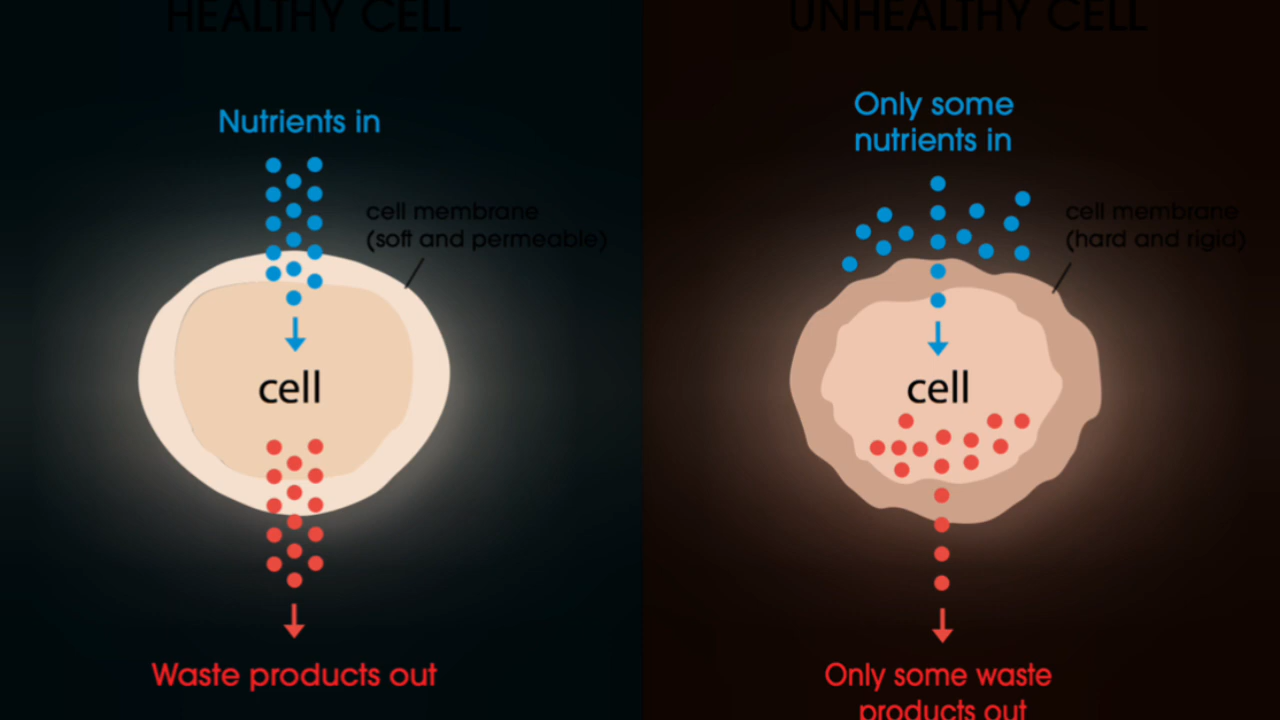 HEALTHY CELL
Nutrients in
cell membrane
(soft and permeable)
cell
Waste products out
UNHEALTHY CELL
Only some
nutrients in
cell membrane
(hard and rigid)
cell
Only some waste
products out